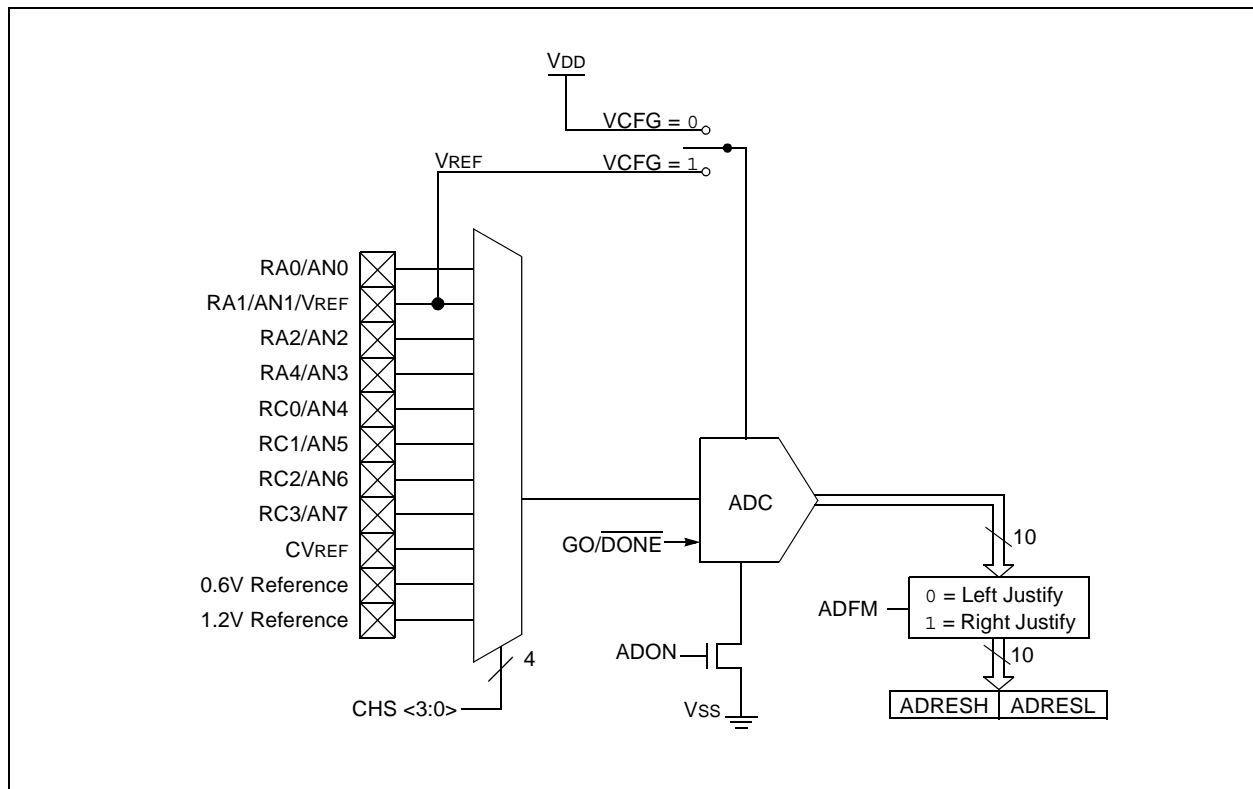 VDD
VCFG = 0
VREF
VCFG = 1
RA0/AN0
RA1/AN1/VREF
RA2/AN2
RA4/AN3
RC0/AN4
RC1/AN5
RC2/AN6
RC3/AN7
CVREF
0.6V Reference
1.2V Reference
CHS <3:0>
4
ADC
GO/DONE
ADON
VSS
10
ADFM
0 = Left Justify
1 = Right Justify
10
ADRESH ADRESL